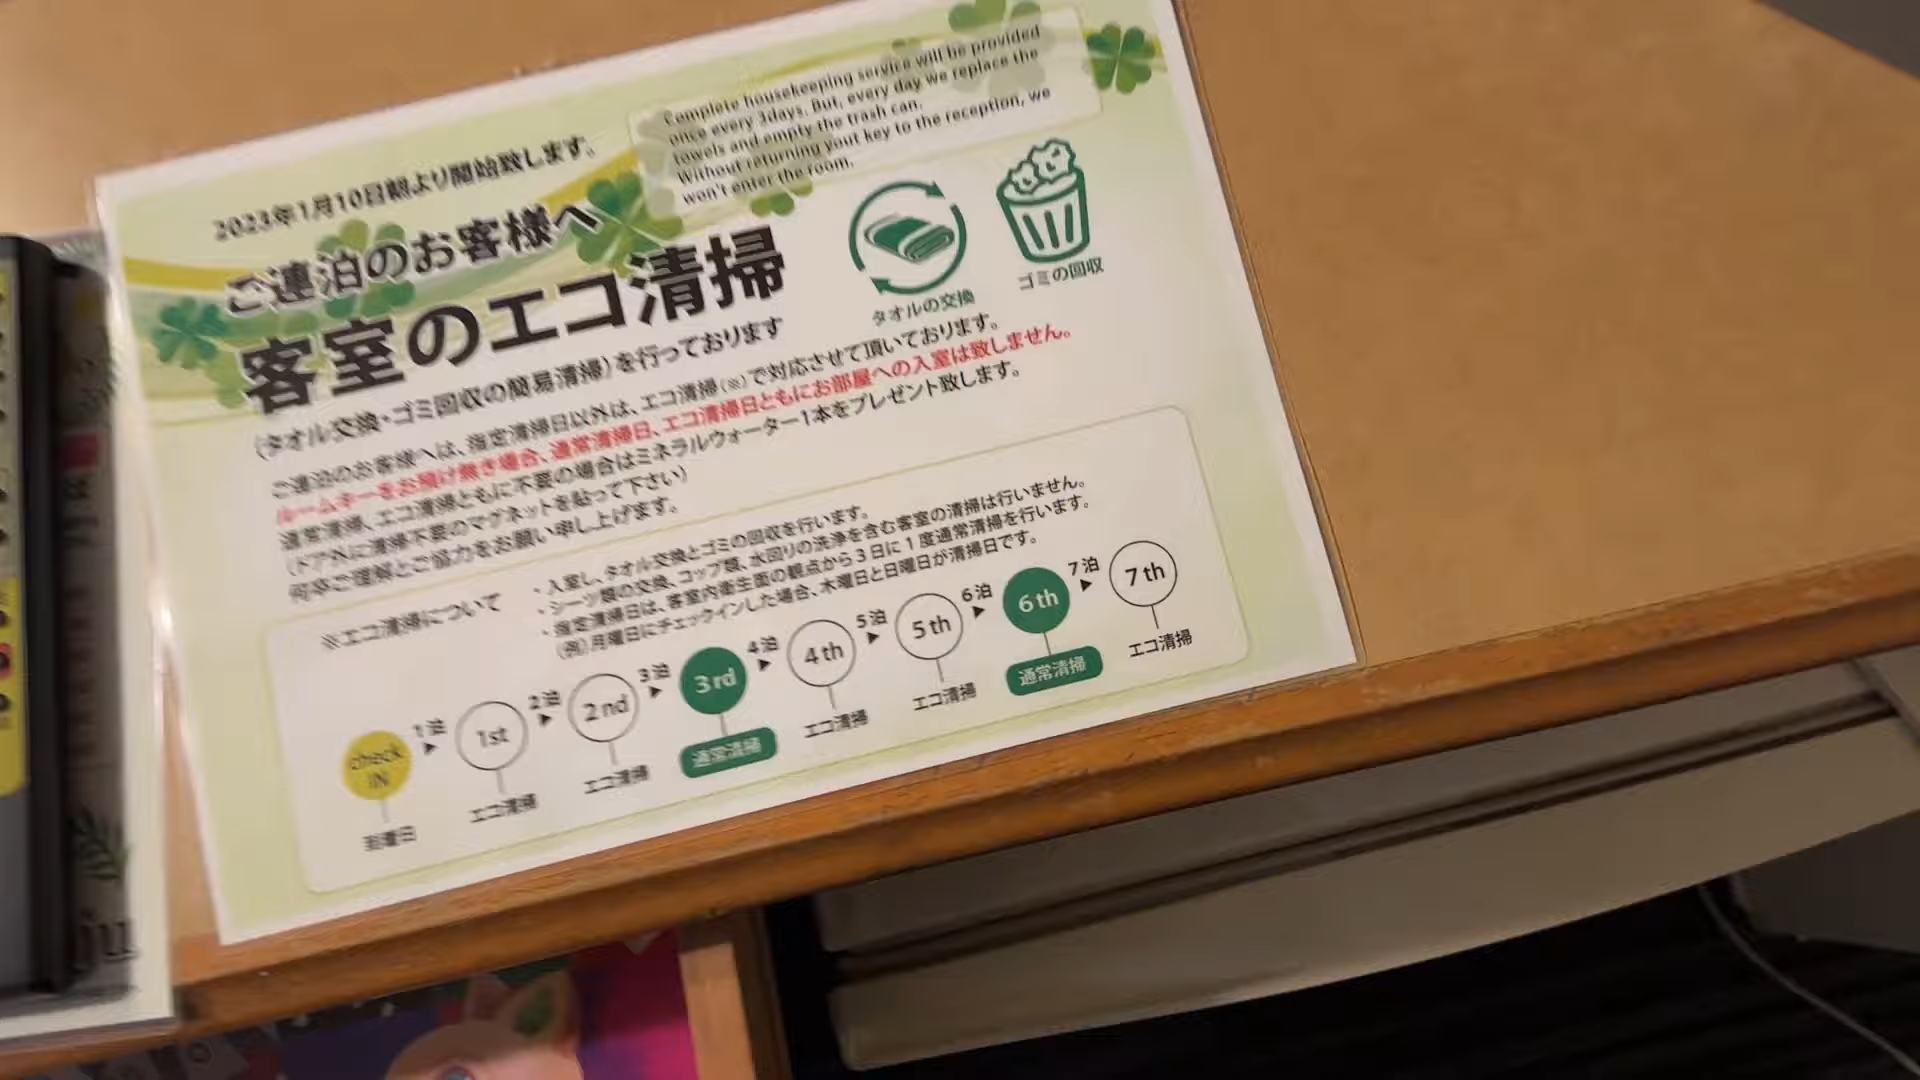 2023年1月10日朝より開始致します。
Complete housekeeping service will be provided
once every 3days. But, every day we replace the
towels and empty the trash can.
Without returning yout key to the reception, we
won't enter the room.
ご連泊のお客様へ
客室のエコ清掃
(タオル交換・ゴミ回収の簡易清掃)を行っております
タオルの交換
ゴミの回収
ご連泊のお客様へは、指定清掃日以外は、エコ清掃(※)で対応させて頂いております。
ルームキーをお預け無き場合、通常清掃日、エコ清掃日ともにお部屋への入室は致しません。
通常清掃、エコ清掃ともに不要の場合はミネラルウォーター1本をプレゼント致します。
(ドア外に清掃不要のマグネットを貼って下さい)
何卒ご理解とご協力をお願い申し上げます。
※エコ清掃について
・入室し、タオル交換とゴミの回収を行います。
・シーツ類の交換、コップ類、水回りの洗浄を含む客室の清掃は行いません。
・指定清掃日は、客室内衛生面の観点から3日に1度通常清掃を行います。
(例)月曜日にチェックインした場合、木曜日と日曜日が清掃日です。
check IN
1泊
1st
2泊
2nd
3泊
3rd
4泊
4th
5泊
5th
6泊
6th
7泊
7th
到着日
エコ清掃
エコ清掃
通常清掃
エコ清掃
エコ清掃
通常清掃
エコ清掃
ju